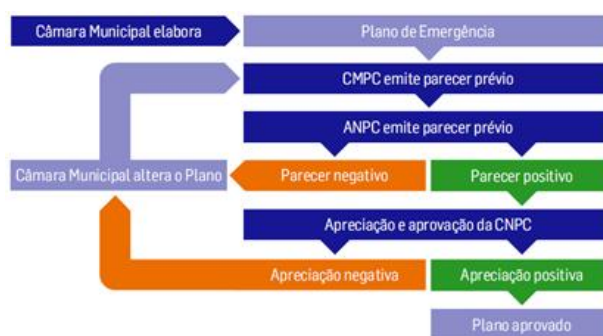 Câmara Municipal elabora
Plano de Emergência
CMPC emite parecer prévio
ANPC emite parecer prévio
Câmara Municipal altera o Plano
Parecer negativo
Parecer positivo
Apreciação e aprovação da CNPC
Apreciação negativa
Apreciação positiva
Plano aprovado